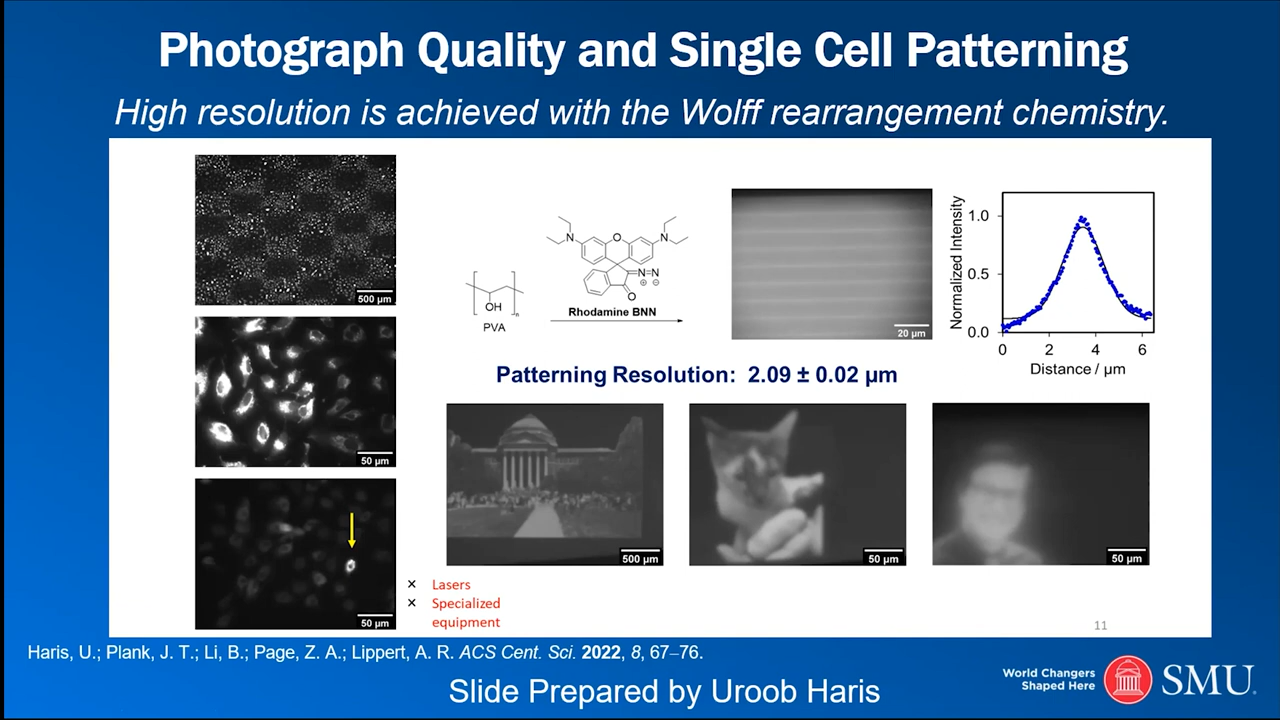 Photograph Quality and Single Cell Patterning
High resolution is achieved with the Wolff rearrangement chemistry.
500 µm
50 µm
50 µm
OH
n
PVA
O
N
N
N
N
⊕
⊖
O
Rhodamine BNN
20 µm
Normalized Intensity
1.0
0.5
0.0
0
2
4
6
Distance / µm
Patterning Resolution: 2.09 ± 0.02 µm
500 µm
50 µm
50 µm
× Lasers
× Specialized
equipment
11
Haris, U.; Plank, J. T.; Li, B.; Page, Z. A.; Lippert, A. R. ACS Cent. Sci. 2022, 8, 67–76.
Slide Prepared by Uroob Haris
World Changers
Shaped Here
SMU